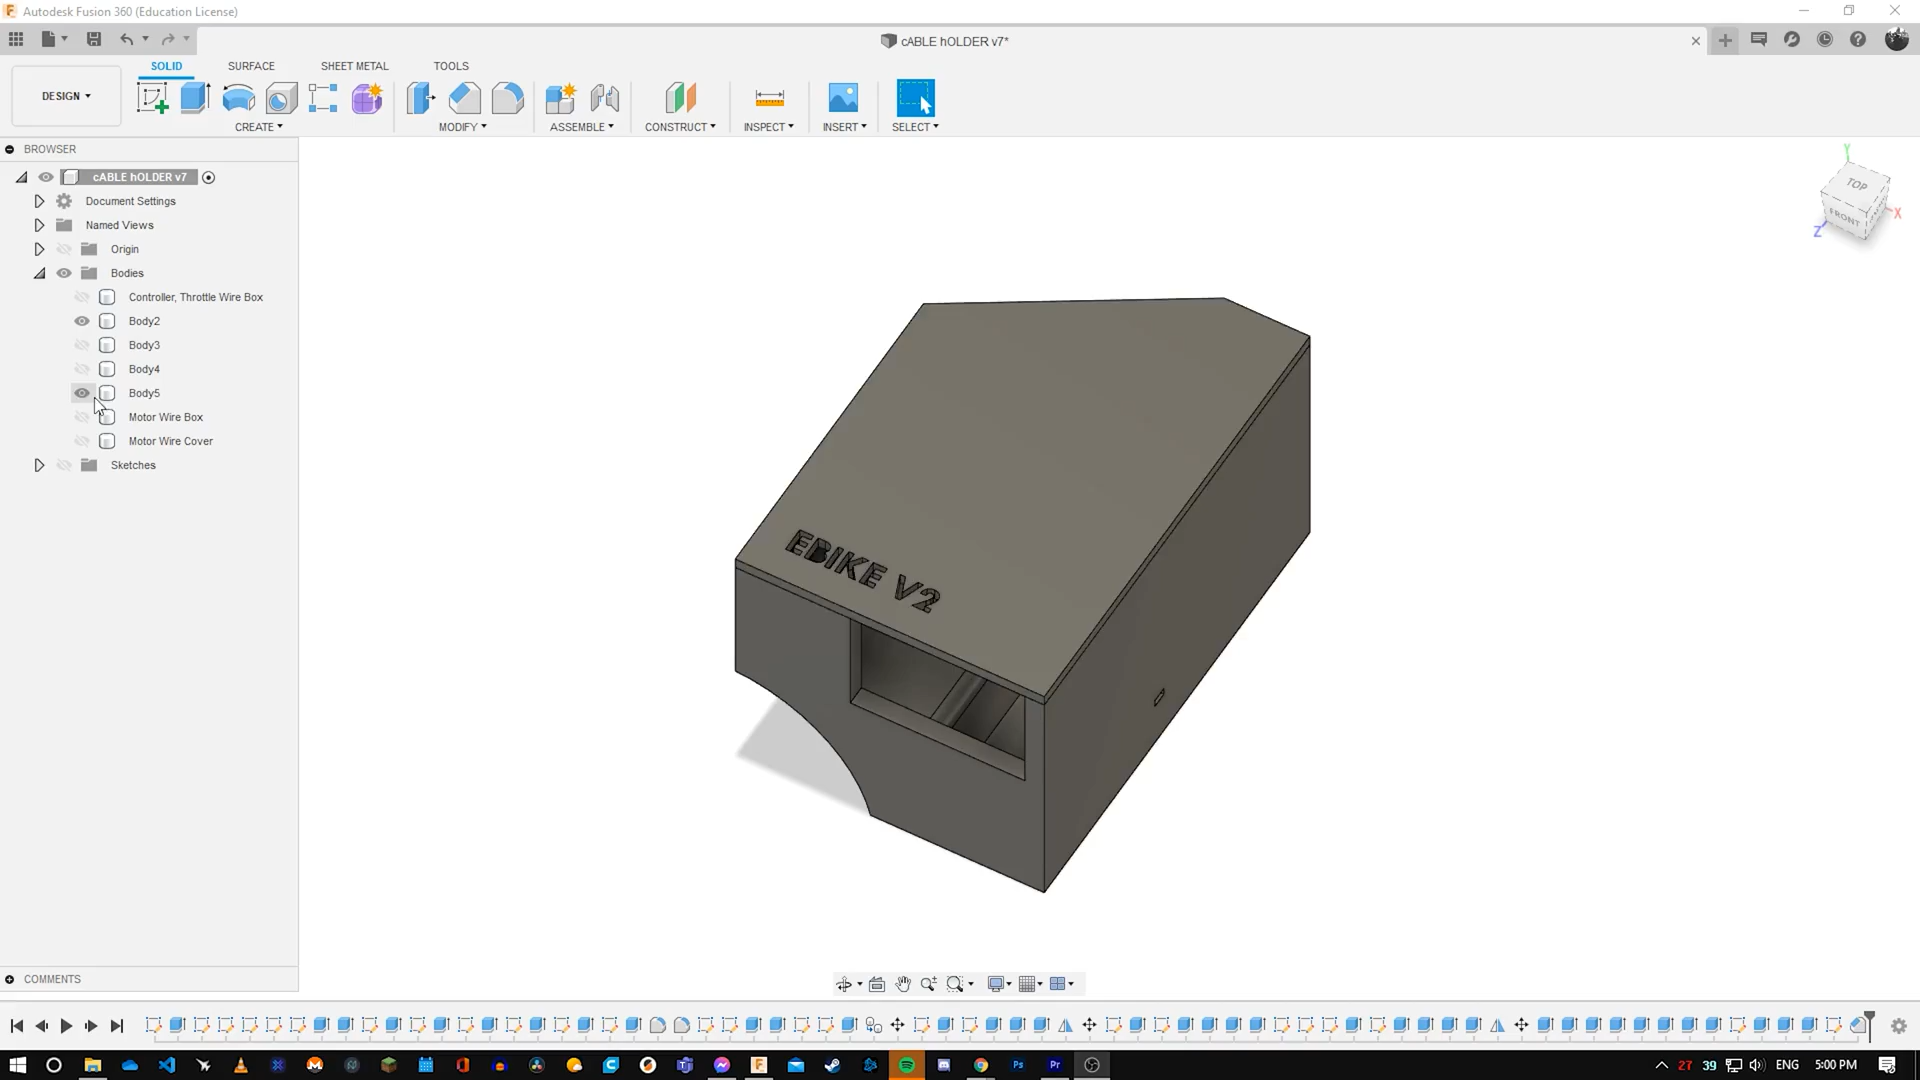 Autodesk Fusion 360 (Education License)
cABLE hOLDER v7*
SOLID SURFACE SHEET METAL TOOLS
DESIGN
CREATE MODIFY ASSEMBLE CONSTRUCT INSPECT INSERT SELECT
BROWSER
cABLE hOLDER v7
Document Settings
Named Views
Origin
Bodies
Controller, Throttle Wire Box
Body2
Body3
Body4
Body5
Motor Wire Box
Motor Wire Cover
Sketches
Y
TOP
FRONT
X
Z
EBIKE V2
COMMENTS
27 39 ENG 5:00 PM